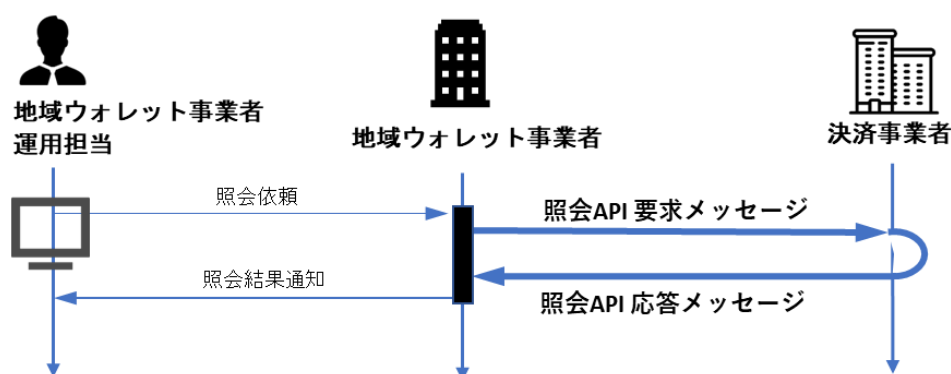 地域ウォレット事業者
運用担当
地域ウォレット事業者
決済事業者
照会依頼
照会API 要求メッセージ
照会結果通知
照会API 応答メッセージ